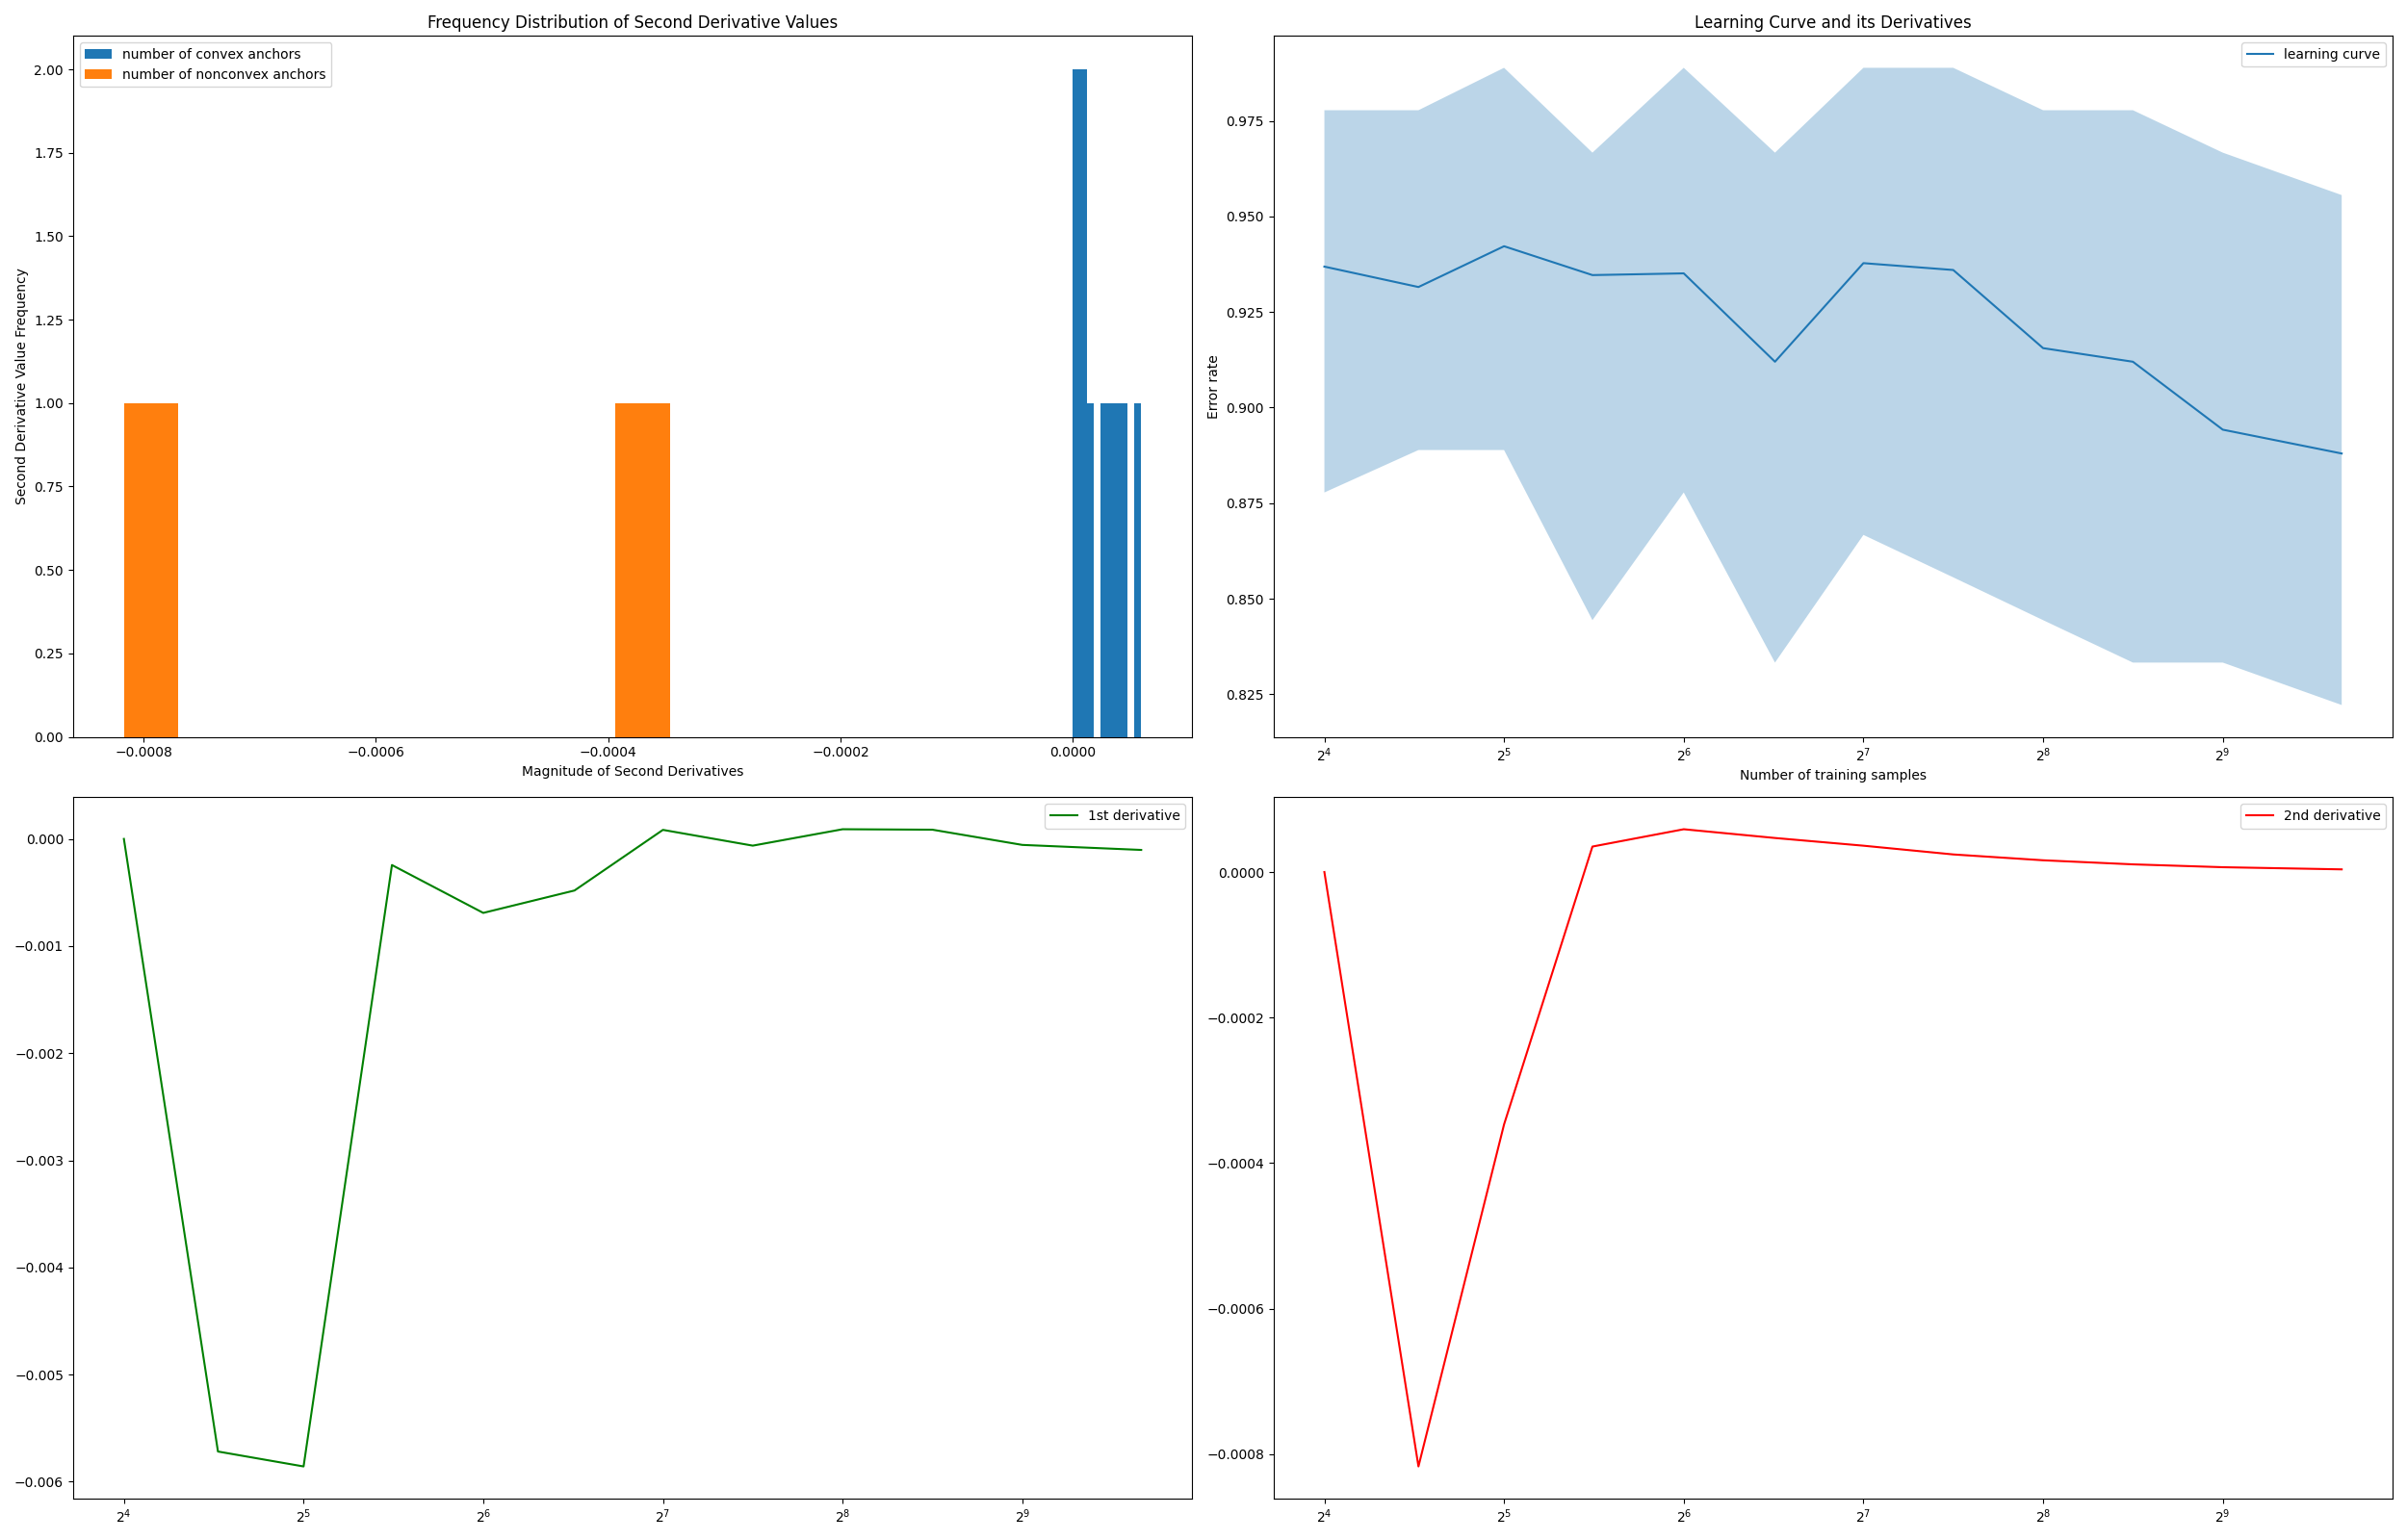 Frequency Distribution of Second Derivative Values
number of convex anchors
number of nonconvex anchors
2.00
1.75
1.50
1.25
1.00
0.75
0.50
0.25
0.00
Second Derivative Value Frequency
−0.0008 −0.0006 −0.0004 −0.0002 0.0000
Magnitude of Second Derivatives
Learning Curve and its Derivatives
learning curve
0.975
0.950
0.925
0.900
0.875
0.850
0.825
Error rate
2⁴ 2⁵ 2⁶ 2⁷ 2⁸ 2⁹
Number of training samples
1st derivative
0.000
−0.001
−0.002
−0.003
−0.004
−0.005
−0.006
2⁴ 2⁵ 2⁶ 2⁷ 2⁸ 2⁹
2nd derivative
0.0000
−0.0002
−0.0004
−0.0006
−0.0008
2⁴ 2⁵ 2⁶ 2⁷ 2⁸ 2⁹